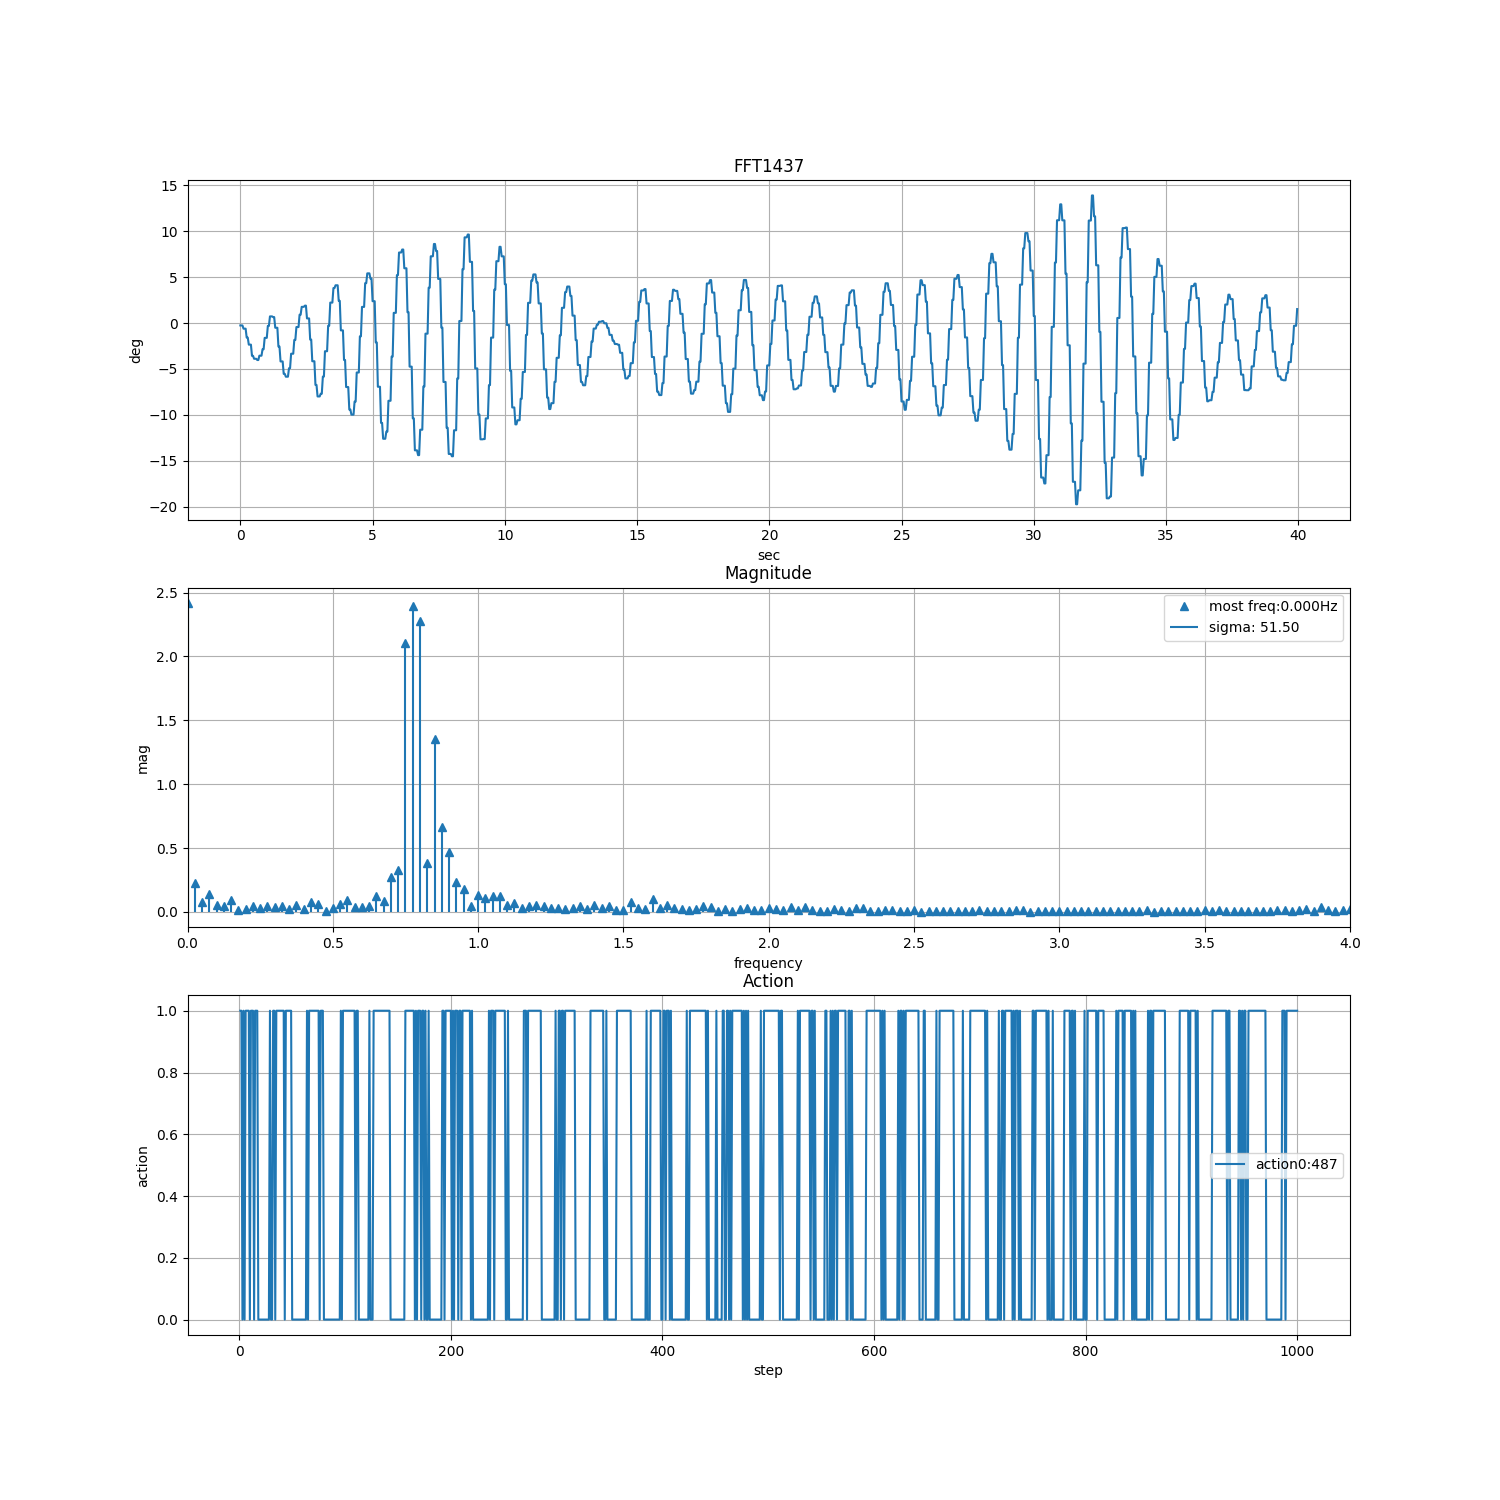 FFT1437
15
10
5
0
−5
−10
−15
−20
deg
0 5 10 15 20 25 30 35 40
sec
Magnitude
2.5
2.0
1.5
1.0
0.5
0.0
mag
most freq:0.000Hz
sigma: 51.50
0.0 0.5 1.0 1.5 2.0 2.5 3.0 3.5 4.0
frequency
Action
1.0
0.8
0.6
0.4
0.2
0.0
action
action0:487
0 200 400 600 800 1000
step